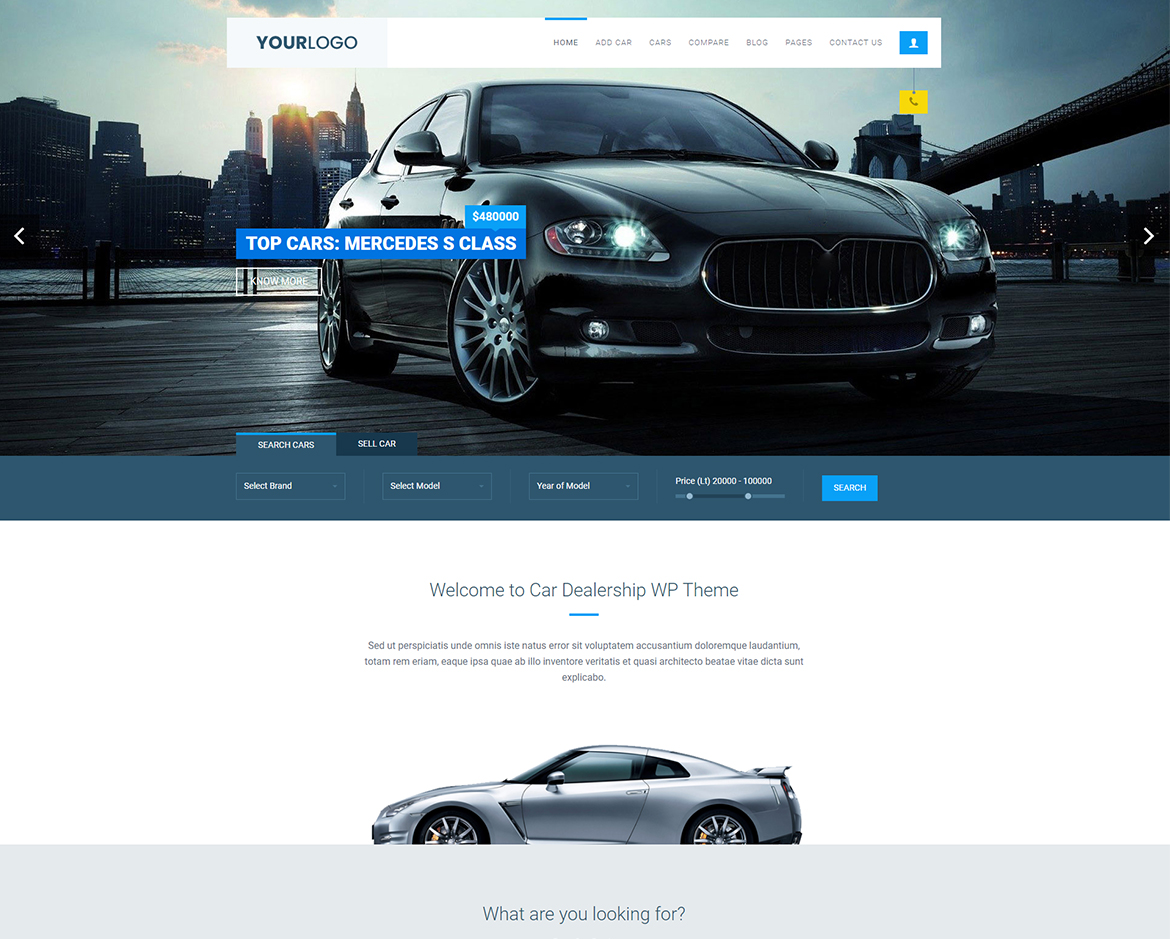 YOURLOGO
HOME ADD CAR CARS COMPARE BLOG PAGES CONTACT US
$480000
TOP CARS: MERCEDES S CLASS
KNOW MORE
SEARCH CARS SELL CAR
Select Brand Select Model Year of Model Price (Lt) 20000 - 100000 SEARCH
Welcome to Car Dealership WP Theme
Sed ut perspiciatis unde omnis iste natus error sit voluptatem accusantium doloremque laudantium,
totam rem eriam, eaque ipsa quae ab illo inventore veritatis et quasi architecto beatae vitae dicta sunt
explicabo.
What are you looking for?